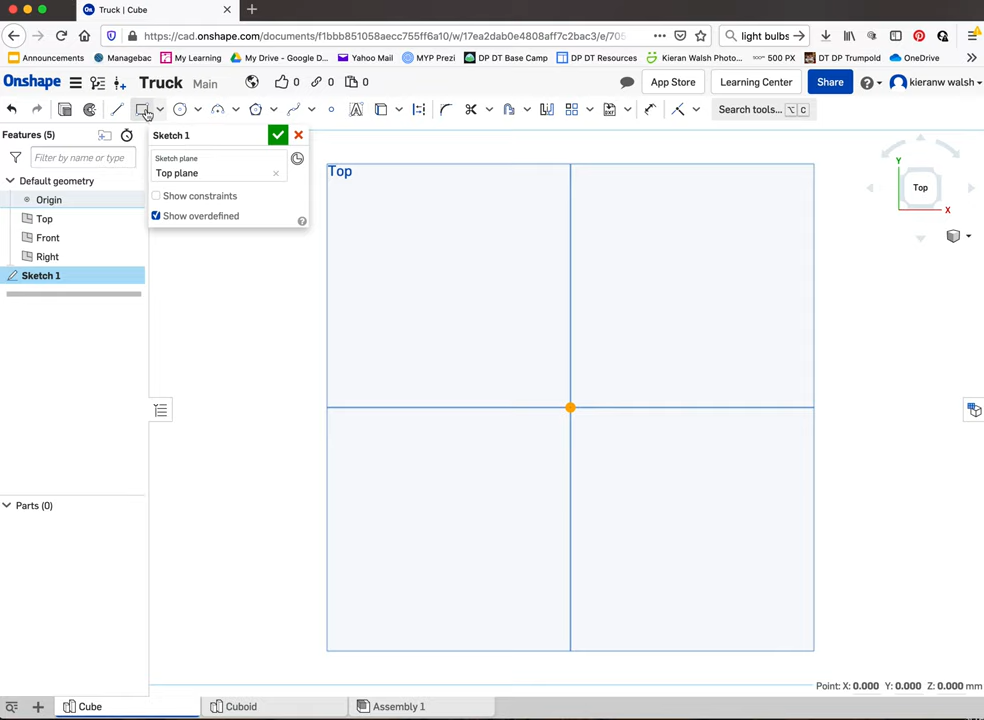 Truck | Cube
https://cad.onshape.com/documents/f1bbb851058aecc755ff6a10/w/17ea2dab0e4808aff7c2bac3/e/705
light bulbs
Announcements Managebac My Learning My Drive - Google D... Yahoo Mail MYP Prezi DP DT Base Camp DP DT Resources Kieran Walsh Photo... 500 PX DT DP Trumpold OneDrive
Onshape Truck Main 0 0 0 App Store Learning Center Share kieranw walsh
Search tools... C
Features (5)
Sketch 1
Filter by name or type
Sketch plane
Top plane
Default geometry
Show constraints
Origin
Show overdefined
Top
Front
Right
Sketch 1
Top
Y
Top
X
Parts (0)
Point: X: 0.000 Y: 0.000 Z: 0.000 mm
Cube Cuboid Assembly 1